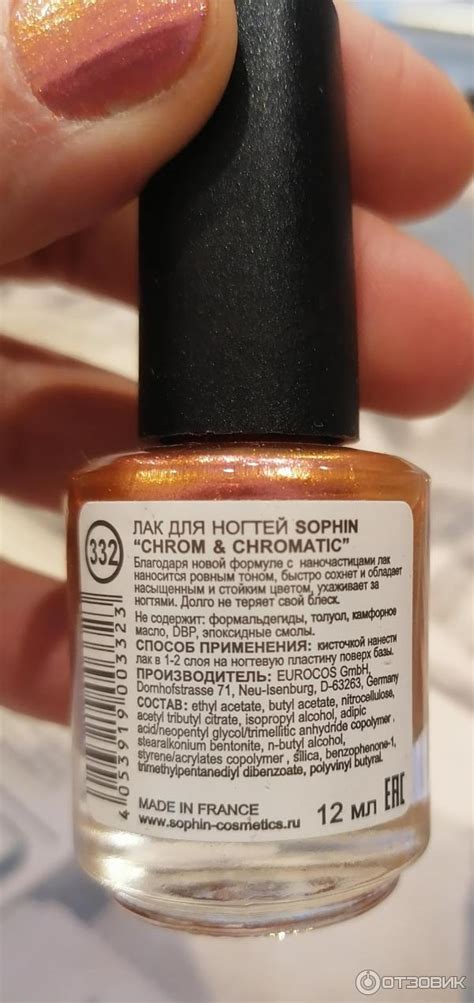 332
ЛАК ДЛЯ НОГТЕЙ SOPHIN
“CHROM & CHROMATIC”
Благодаря новой формуле с наночастицами лак
наносится ровным тоном, быстро сохнет и обладает
насыщенным и стойким цветом, ухаживает за
ногтями. Долго не теряет свой блеск.
Не содержит: формальдегиды, толуол, камфорное
масло, DBP, эпоксидные смолы.
СПОСОБ ПРИМЕНЕНИЯ: кисточкой нанести
лак в 1-2 слоя на ногтевую пластину поверх базы.
ПРОИЗВОДИТЕЛЬ: EUROCOS GmbH,
Dornhofstrasse 71, Neu-Isenburg, D-63263, Germany
СОСТАВ: ethyl acetate, butyl acetate, nitrocellulose,
acetyl tributyl citrate, isopropyl alcohol, adipic
acid/neopentyl glycol/trimellitic anhydride copolymer ,
stearalkonium bentonite, n-butyl alcohol,
styrene/acrylates copolymer , silica, benzophenone-1,
trimethylpentanediyl dibenzoate, polyvinyl butyral.
MADE IN FRANCE
www.sophin-cosmetics.ru
12 мл
EAC
4 053919 003323
ОТЗОВИК